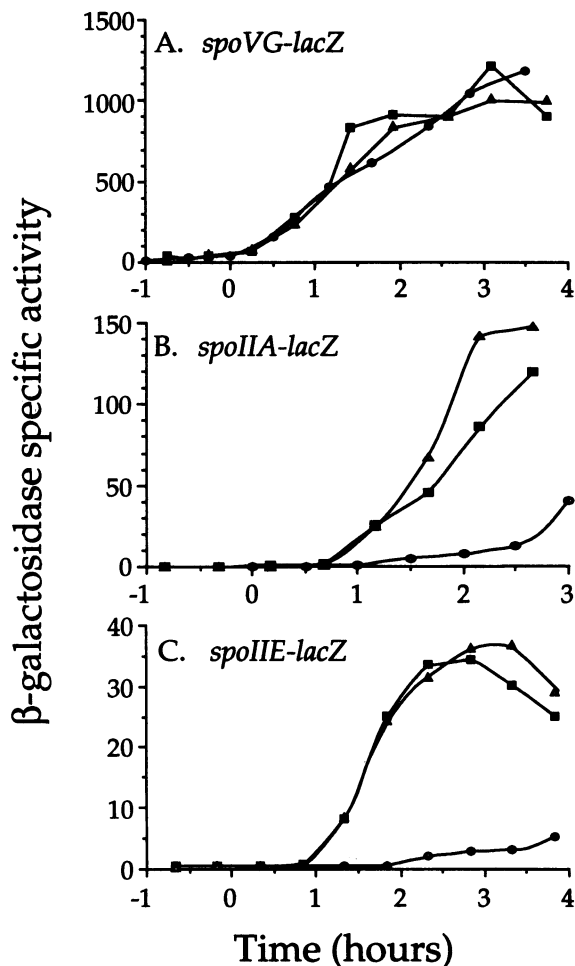 β-galactosidase specific activity
A. spoVG-lacZ
1500
1000
500
0
-1 0 1 2 3 4
B. spoIIA-lacZ
150
100
50
0
-1 0 1 2 3
C. spoIIE-lacZ
40
30
20
10
0
-1 0 1 2 3 4
Time (hours)